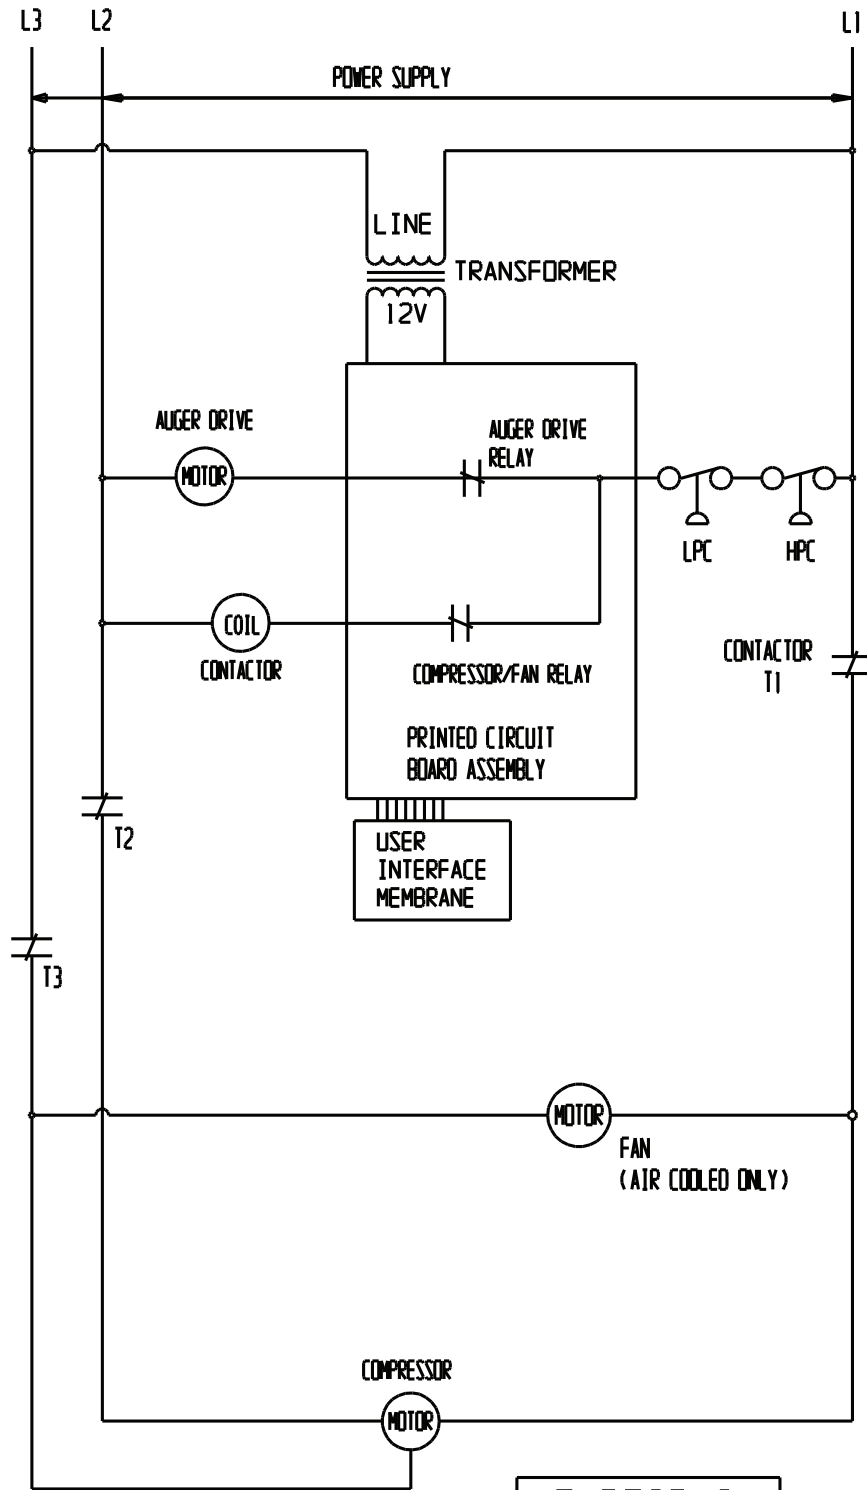 L3 L2 L1
POWER SUPPLY
LINE
TRANSFORMER
12V
AUGER DRIVE
MOTOR
AUGER DRIVE
RELAY
LPC HPC
COIL
CONTACTOR
COMPRESSOR/FAN RELAY
CONTACTOR
T1
PRINTED CIRCUIT
BOARD ASSEMBLY
T2
USER
INTERFACE
MEMBRANE
T3
MOTOR
FAN
(AIR COOLED ONLY)
COMPRESSOR
MOTOR